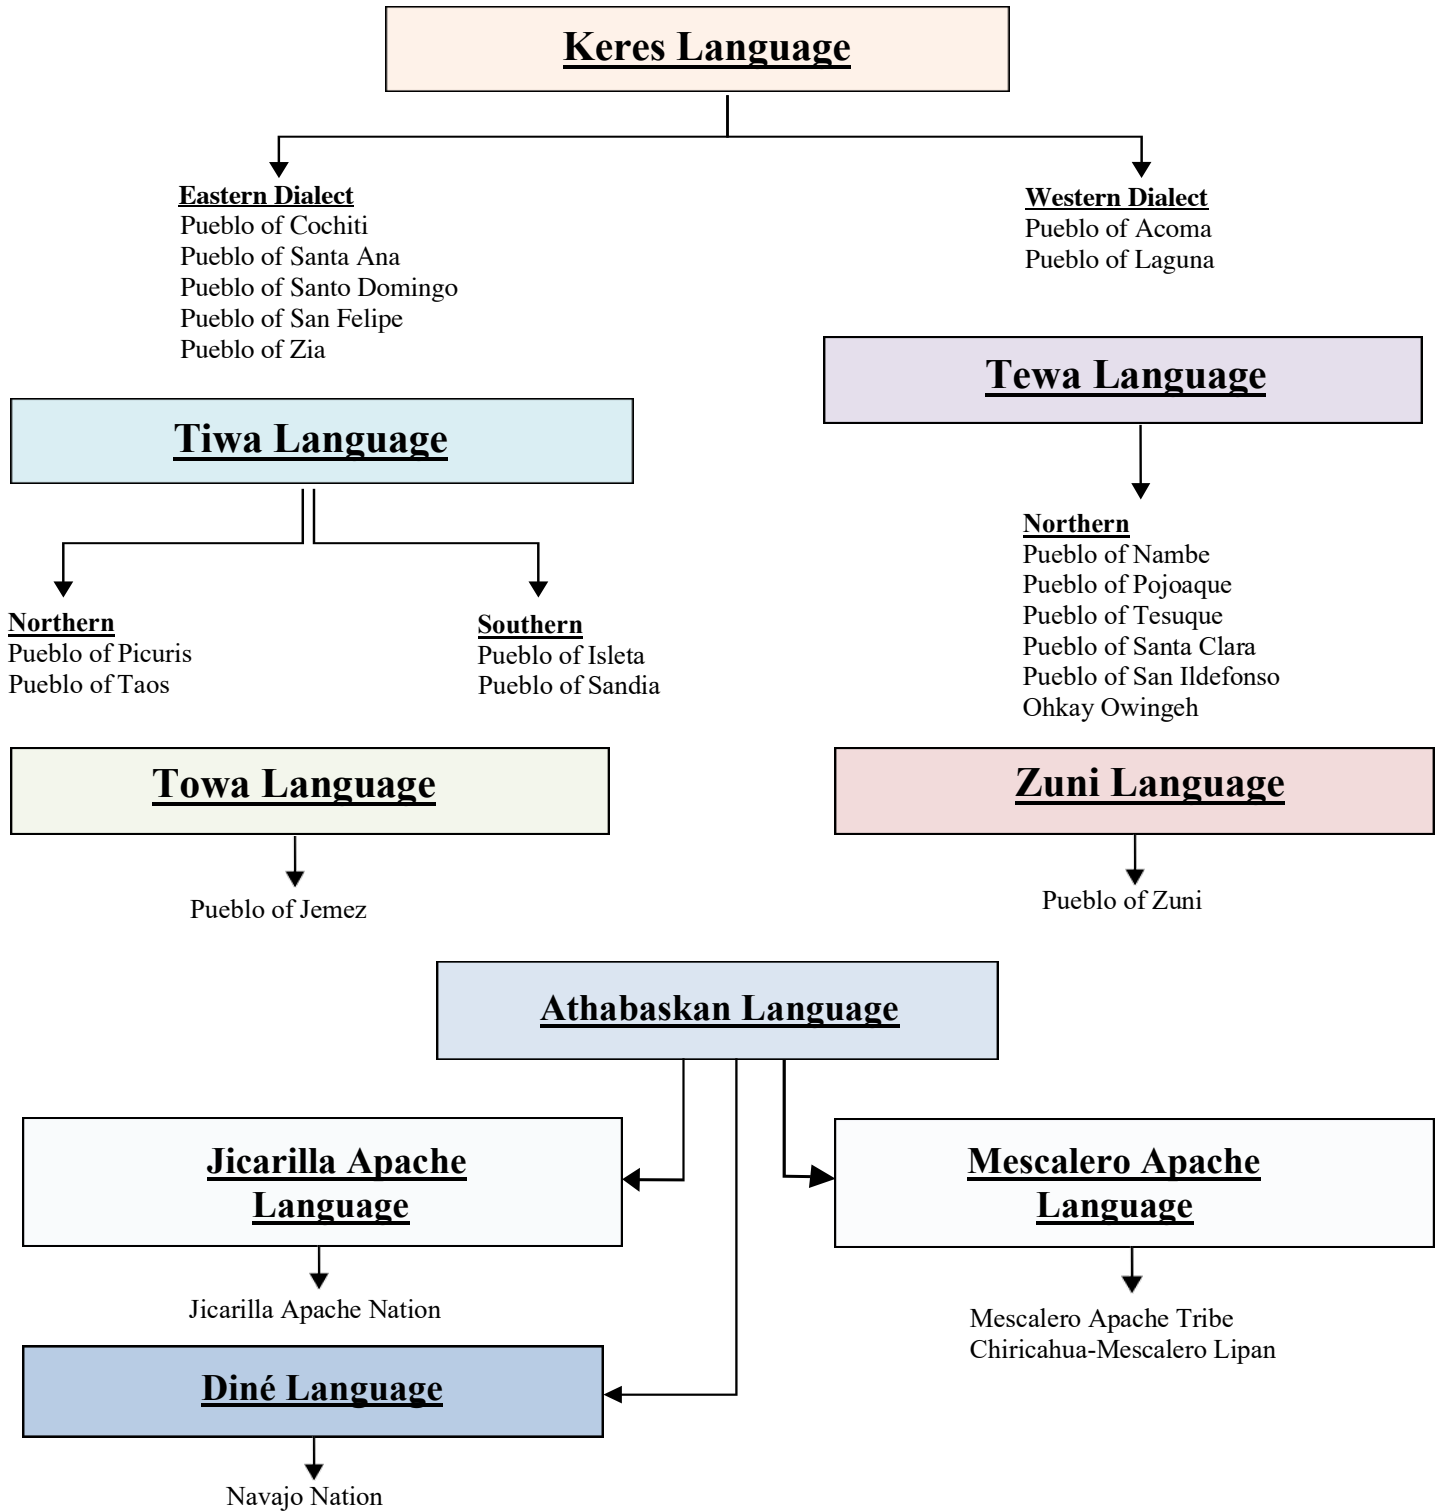 Keres Language
Eastern Dialect
Pueblo of Cochiti
Pueblo of Santa Ana
Pueblo of Santo Domingo
Pueblo of San Felipe
Pueblo of Zia
Western Dialect
Pueblo of Acoma
Pueblo of Laguna
Tiwa Language
Northern
Pueblo of Picuris
Pueblo of Taos
Southern
Pueblo of Isleta
Pueblo of Sandia
Tewa Language
Northern
Pueblo of Nambe
Pueblo of Pojoaque
Pueblo of Tesuque
Pueblo of Santa Clara
Pueblo of San Ildefonso
Ohkay Owingeh
Towa Language
Pueblo of Jemez
Zuni Language
Pueblo of Zuni
Athabaskan Language
Jicarilla Apache
Language
Jicarilla Apache Nation
Mescalero Apache
Language
Mescalero Apache Tribe
Chiricahua-Mescalero Lipan
Diné Language
Navajo Nation